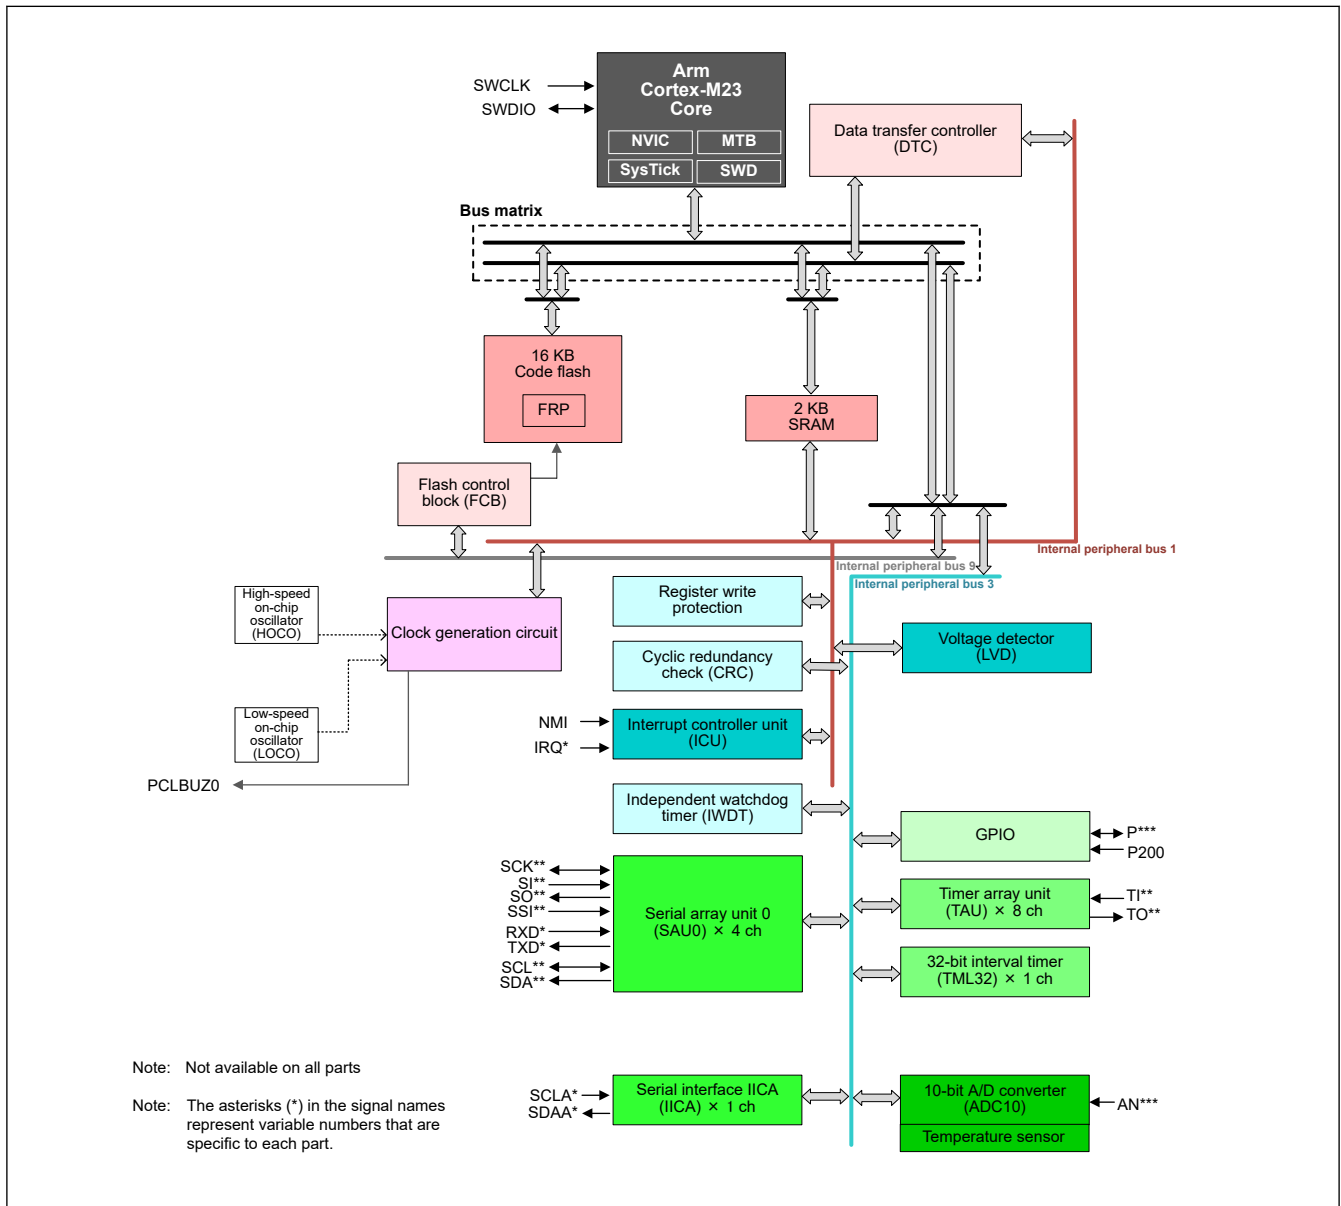 Arm
Cortex-M23
Core
SWCLK
SWDIO
NVIC
MTB
SysTick
SWD
Data transfer controller
(DTC)
Bus matrix
16 KB
Code flash
FRP
2 KB
SRAM
Flash control
block (FCB)
Internal peripheral bus 1
Internal peripheral bus 9
Internal peripheral bus 3
High-speed
on-chip
oscillator
(HOCO)
Clock generation circuit
Low-speed
on-chip
oscillator
(LOCO)
PCLBUZ0
Register write
protection
Cyclic redundancy
check (CRC)
Voltage detector
(LVD)
NMI
IRQ*
Interrupt controller unit
(ICU)
Independent watchdog
timer (IWDT)
GPIO
P***
P200
SCK**
SI**
SO**
SSI**
RXD*
TXD*
SCL**
SDA**
Serial array unit 0
(SAU0) × 4 ch
Timer array unit
(TAU) × 8 ch
TI**
TO**
32-bit interval timer
(TML32) × 1 ch
SCLA*
SDAA*
Serial interface IICA
(IICA) × 1 ch
10-bit A/D converter
(ADC10)
AN***
Temperature sensor
Note: Not available on all parts
Note: The asterisks (*) in the signal names
represent variable numbers that are
specific to each part.